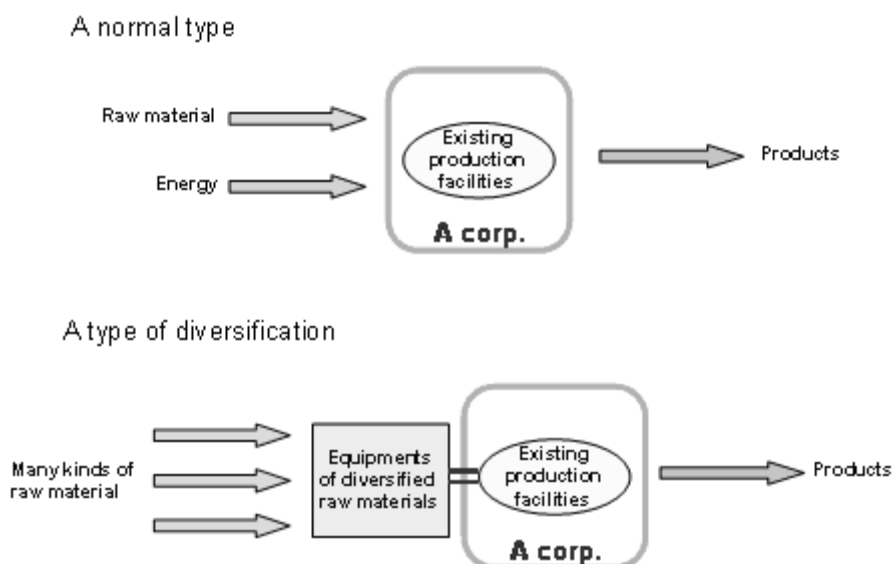 A normal type
Raw material
Energy
Existing
production
facilities
A corp.
Products
A type of diversification
Many kinds of
raw material
Equipments
of diversified
raw materials
Existing
production
facilities
A corp.
Products